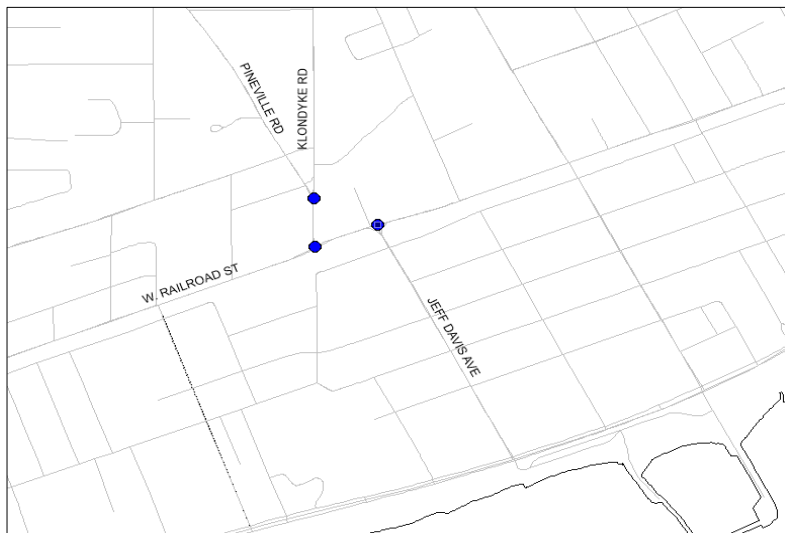 PINEVILLE RD
KLONDYKE RD
W. RAILROAD ST
JEFF DAVIS AVE